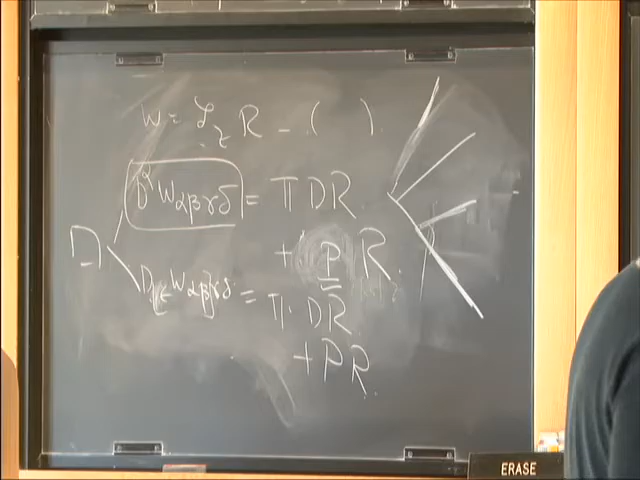 W = ℒ_z R - ( )
D^α W_αβγδ = π DR
+ P R
D
D_[ε W_αβ]γδ = π · DR
+ P R
ERASE